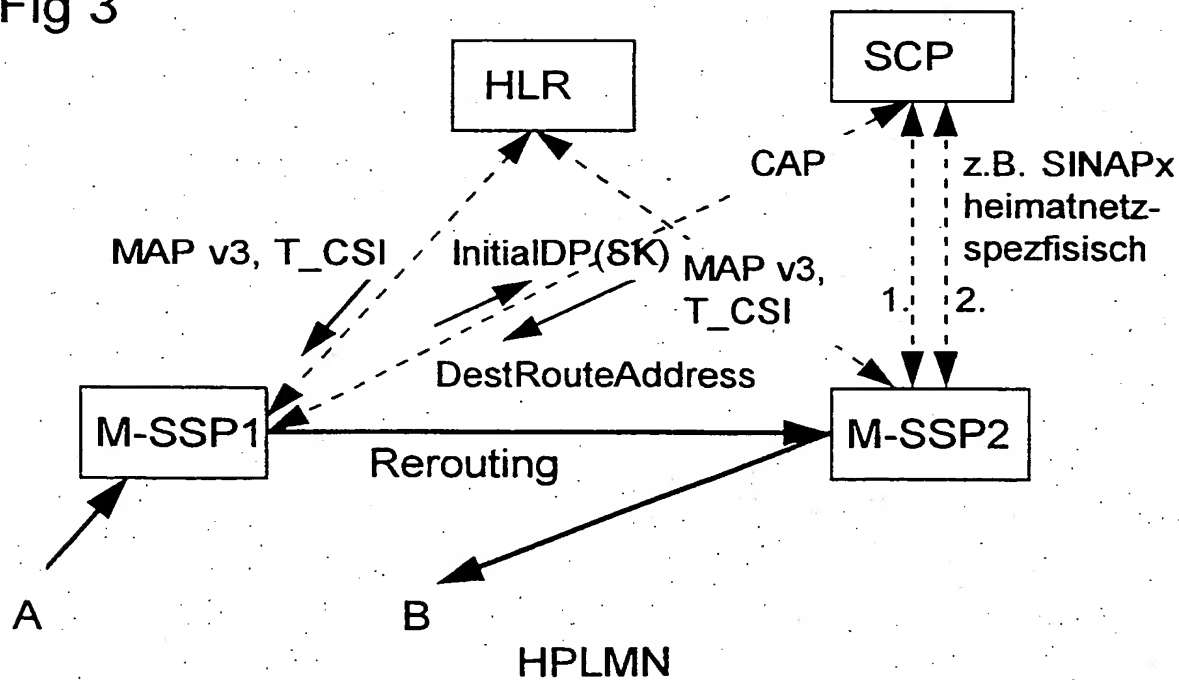 Fig 3
HLR
SCP
CAP
z.B. SINAPx
heimatnetz-
spezfisisch
MAP v3, T_CSI
InitialDP(SK)
MAP v3,
T_CSI
1.
2.
DestRouteAddress
M-SSP1
M-SSP2
Rerouting
A
B
HPLMN